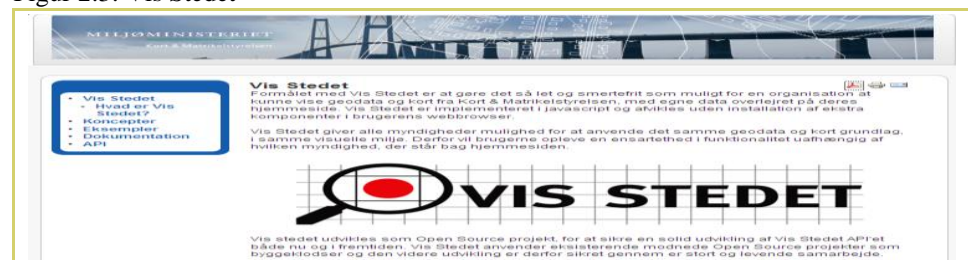 Figur 2.3: Vis Stedet
MILJØMINISTERIET
Kort & Matrikelstyrelsen
Vis Stedet
Formålet med Vis Stedet er at gøre det så let og smertefrit som muligt for en organisation at
kunne vise geodata og kort fra Kort & Matrikelstyrelsen, med egne data overlejret på deres
hjemmeside. Vis Stedet er implementeret i javascript og afvikles uden installation af ekstra
komponenter i brugerens webbrowser.
• Vis Stedet
- Hvad er Vis
Stedet?
• Koncepter
• Eksempler
• Dokumentation
• API
Vis Stedet giver alle myndigheder mulighed for at anvende det samme geodata og kort grundlag,
i samme visuelle miljø. Derfor vil brugerne opleve en ensartethed i funktionalitet uafhængig af
hvilken myndighed, der står bag hjemmesiden.
VIS STEDET
Vis stedet udvikles som Open Source projekt, for at sikre en solid udvikling af Vis Stedet API'et
både nu og i fremtiden. Vis Stedet anvender eksisterende modnede Open Source projekter som
byggeklodser og den videre udvikling er derfor sikret gennem er stort og levende samarbejde.